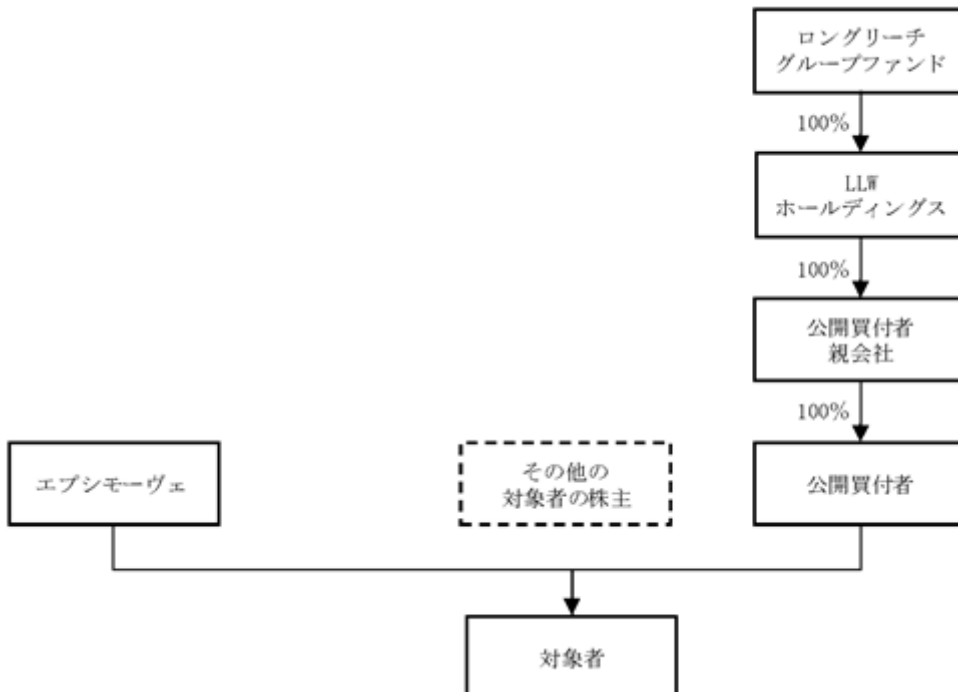 ロングリーチ
グループファンド
100%
LLW
ホールディングス
100%
公開買付者
親会社
100%
エプシモーヴェ
その他の
対象者の株主
公開買付者
対象者